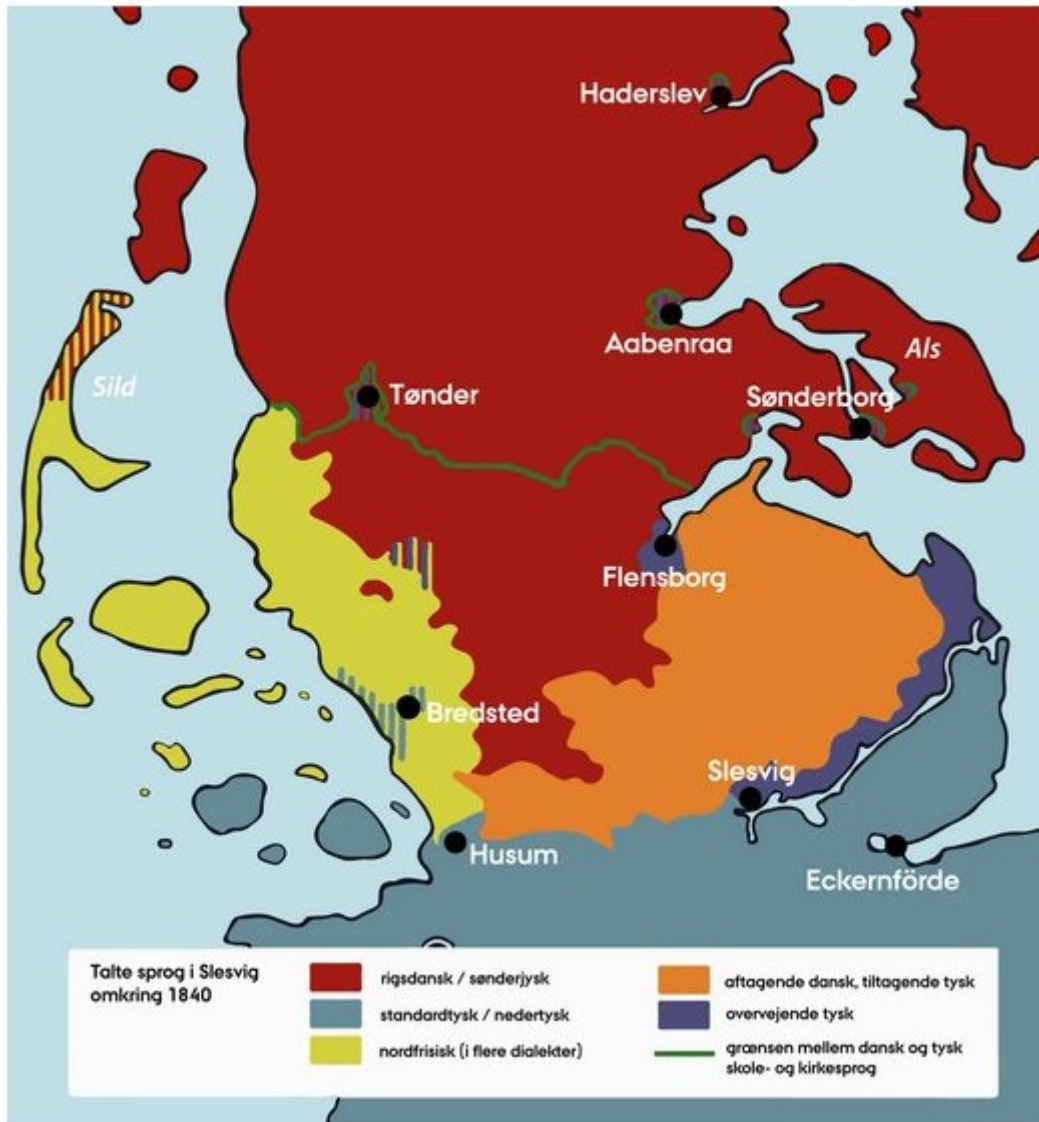 Haderslev
Aabenraa
Als
Sild
Tønder
Sønderborg
Flensborg
Bredsted
Slesvig
Husum
Eckernförde
Talte sprog i Slesvig
omkring 1840
rigsdansk / sønderjysk
standardtysk / nedertysk
nordfrisisk (i flere dialekter)
aftagende dansk, tiltagende tysk
overvejende tysk
grænsen mellem dansk og tysk
skole- og kirkesprog